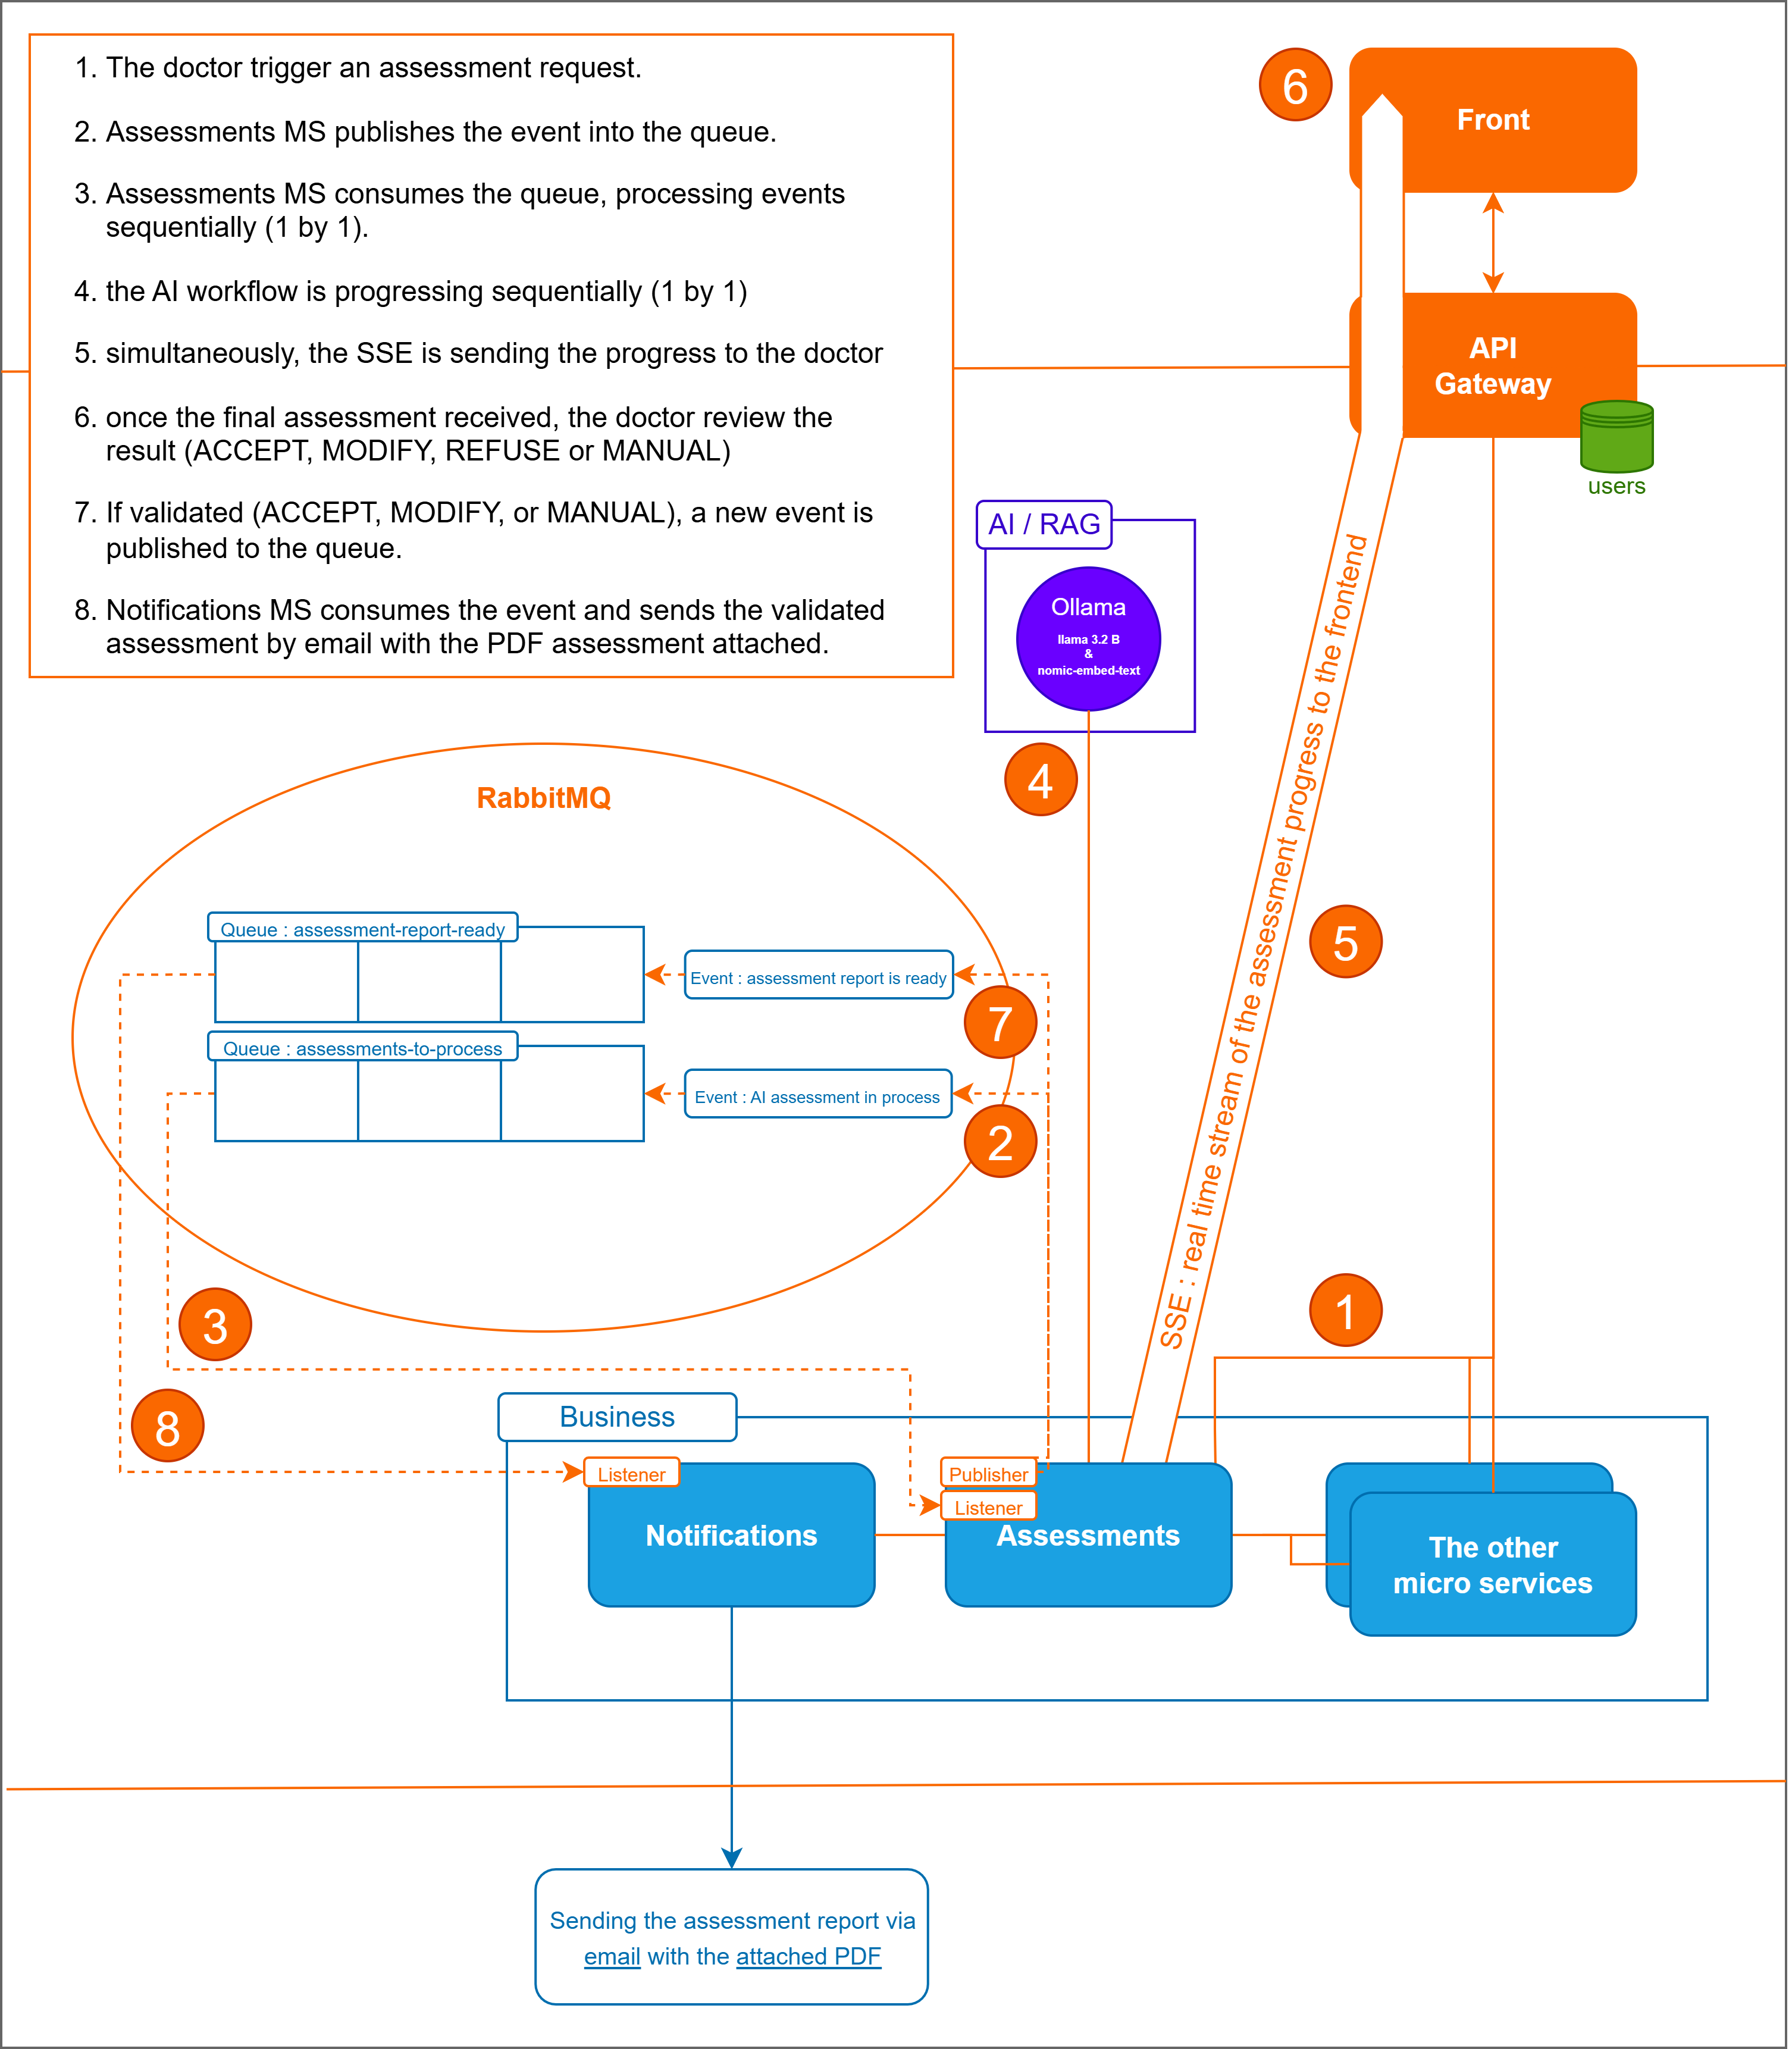 1. The doctor trigger an assessment request.
2. Assessments MS publishes the event into the queue.
3. Assessments MS consumes the queue, processing events
sequentially (1 by 1).
4. the AI workflow is progressing sequentially (1 by 1)
5. simultaneously, the SSE is sending the progress to the doctor
6. once the final assessment received, the doctor review the
result (ACCEPT, MODIFY, REFUSE or MANUAL)
7. If validated (ACCEPT, MODIFY, or MANUAL), a new event is
published to the queue.
8. Notifications MS consumes the event and sends the validated
assessment by email with the PDF assessment attached.
6
Front
API
Gateway
users
AI / RAG
Ollama
llama 3.2 B
&
nomic-embed-text
4
SSE : real time stream of the assessment progress to the frontend
5
RabbitMQ
Queue : assessment-report-ready
Event : assessment report is ready
7
Queue : assessments-to-process
Event : AI assessment in process
2
3
1
8
Business
Listener
Notifications
Publisher
Listener
Assessments
The other
micro services
Sending the assessment report via
email with the attached PDF